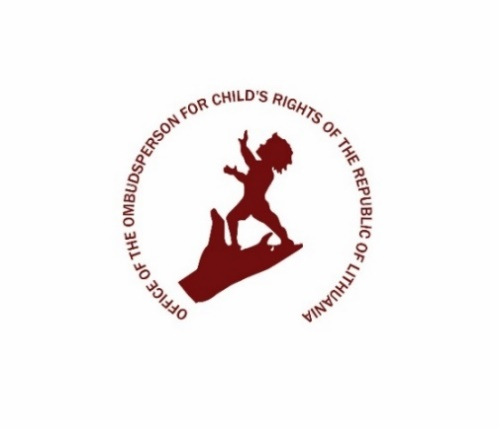 OFFICE OF THE OMBUDSPERSON FOR CHILD'S RIGHTS OF THE REPUBLIC OF LITHUANIA